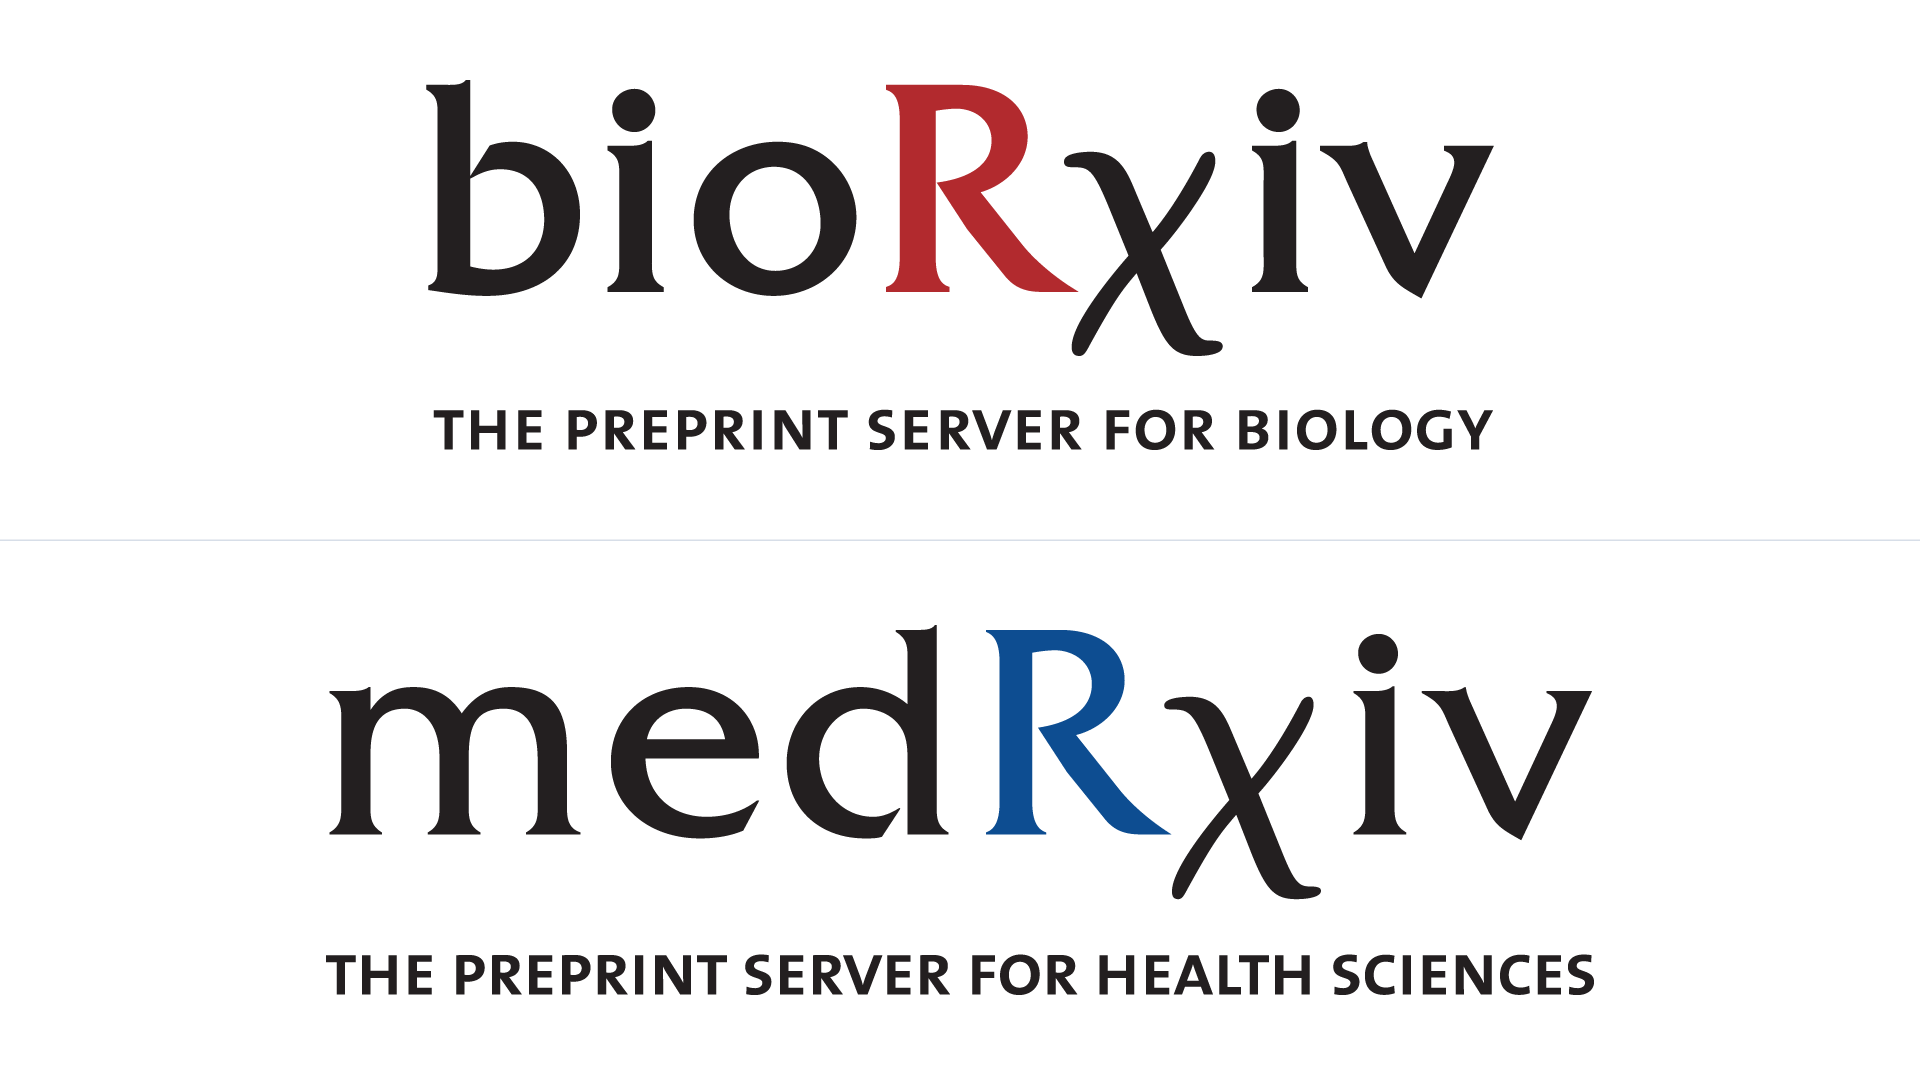 bioRχiv
THE PREPRINT SERVER FOR BIOLOGY
medRχiv
THE PREPRINT SERVER FOR HEALTH SCIENCES